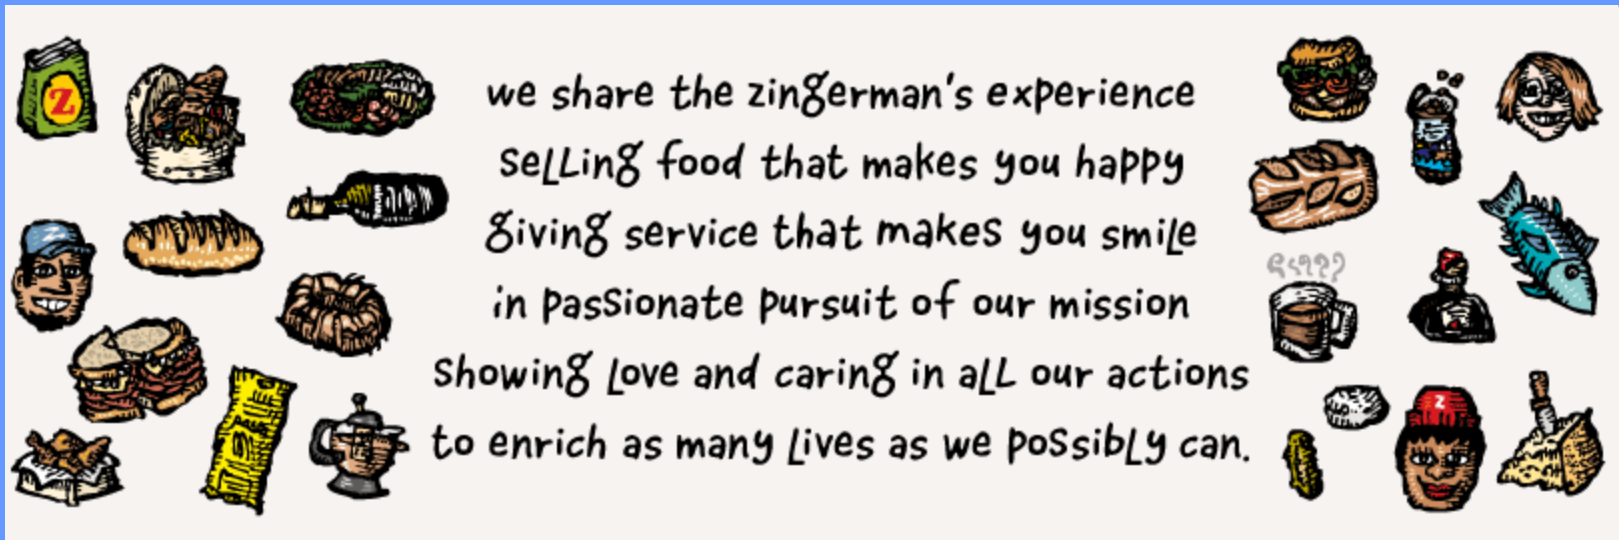 Z
we share the zingerman's experience
selling food that makes you happy
giving service that makes you smile
in passionate pursuit of our mission
showing love and caring in all our actions
to enrich as many lives as we possibly can.
Z
Z